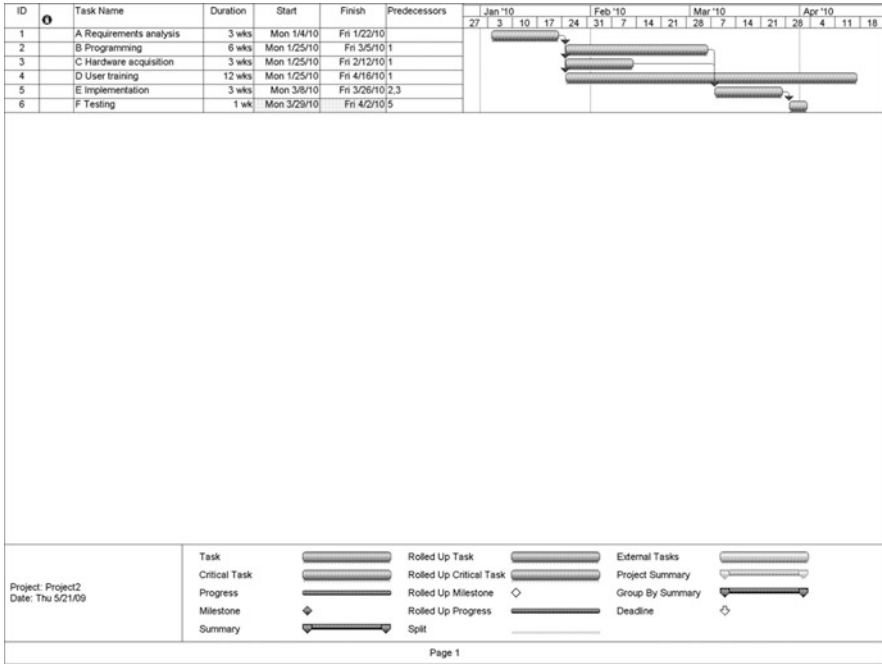 ID Task Name Duration Start Finish Predecessors Jan '10 Feb '10 Mar '10 Apr '10
27 3 10 17 24 31 7 14 21 28 7 14 21 28 4 11 18
1 A Requirements analysis 3 wks Mon 1/4/10 Fri 1/22/10
2 B Programming 6 wks Mon 1/25/10 Fri 3/5/10 1
3 C Hardware acquisition 3 wks Mon 1/25/10 Fri 2/12/10 1
4 D User training 12 wks Mon 1/25/10 Fri 4/16/10 1
5 E Implementation 3 wks Mon 3/8/10 Fri 3/26/10 2,3
6 F Testing 1 wk Mon 3/29/10 Fri 4/2/10 5
Project: Project2
Date: Thu 5/21/09
Task Rolled Up Task External Tasks
Critical Task Rolled Up Critical Task Project Summary
Progress Rolled Up Milestone Group By Summary
Milestone Rolled Up Progress Deadline
Summary Split
Page 1